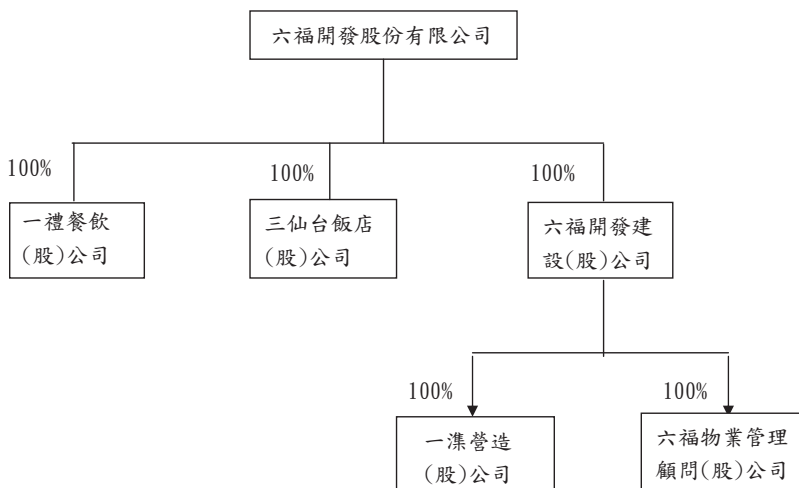 六福開發股份有限公司
100%
100%
100%
一禮餐飲
(股)公司
三仙台飯店
(股)公司
六福開發建
設(股)公司
100%
100%
一準營造
(股)公司
六福物業管理
顧問(股)公司